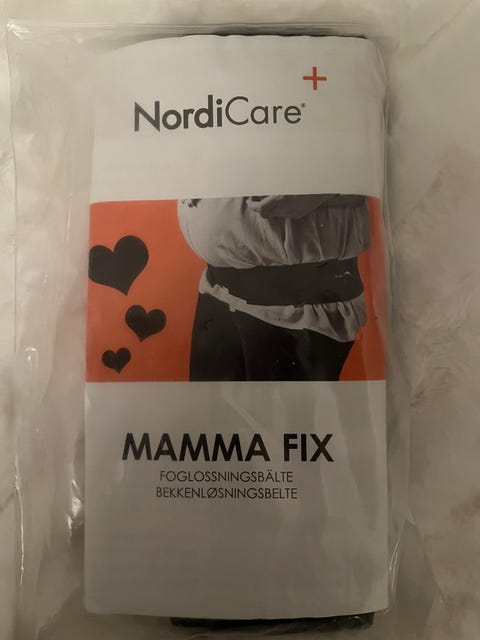 NordiCare®
MAMMA FIX
FOGLOSSNINGSBÄLTE
BEKKENLØSNINGSBELTE